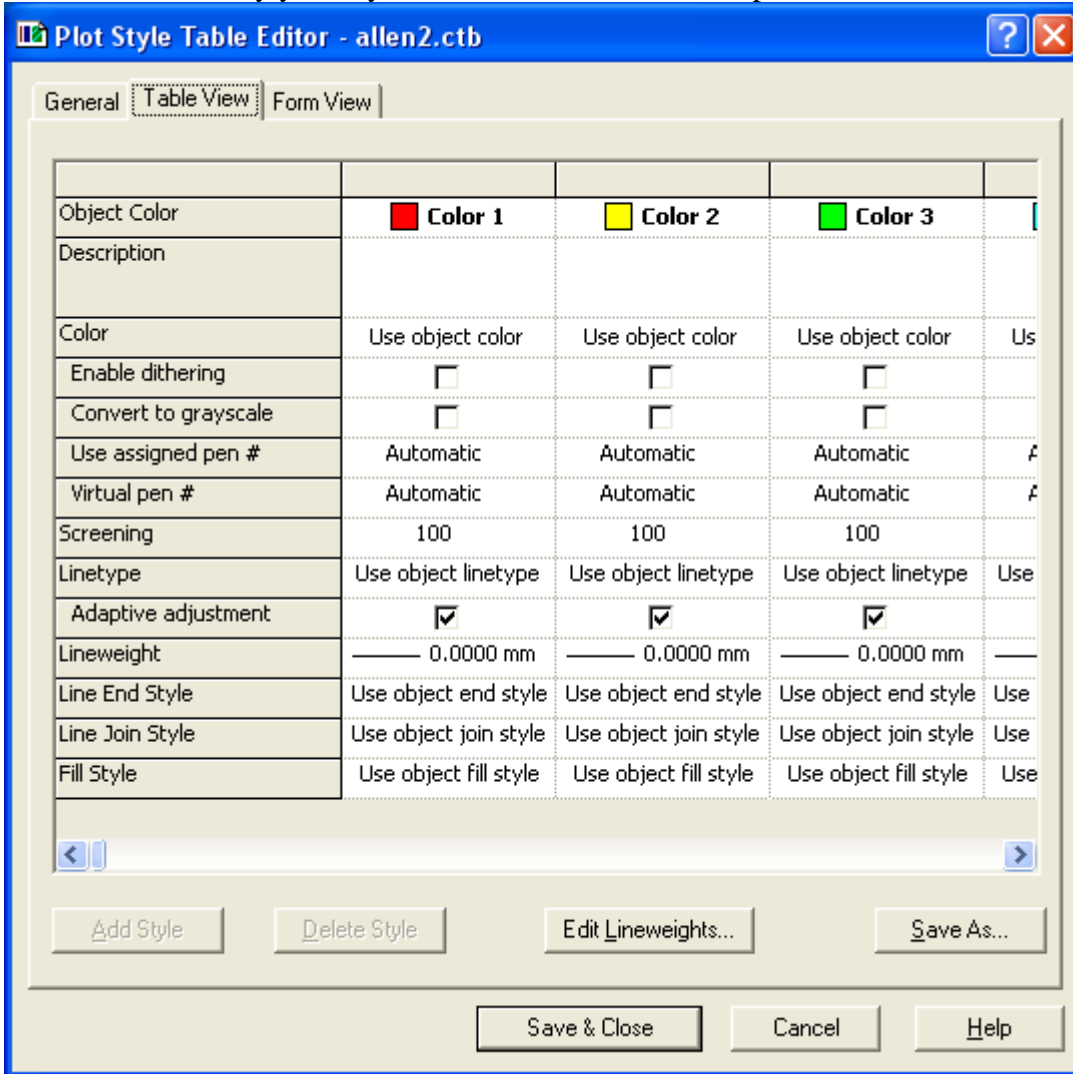 Plot Style Table Editor - allen2.ctb
General Table View Form View
Object Color Color 1 Color 2 Color 3
Description
Color Use object color Use object color Use object color Us
Enable dithering
Convert to grayscale
Use assigned pen # Automatic Automatic Automatic
Virtual pen # Automatic Automatic Automatic
Screening 100 100 100
Linetype Use object linetype Use object linetype Use object linetype Use
Adaptive adjustment
Lineweight 0.0000 mm 0.0000 mm 0.0000 mm
Line End Style Use object end style Use object end style Use object end style Use
Line Join Style Use object join style Use object join style Use object join style Use
Fill Style Use object fill style Use object fill style Use object fill style Use
Add Style Delete Style Edit Lineweights... Save As...
Save & Close Cancel Help